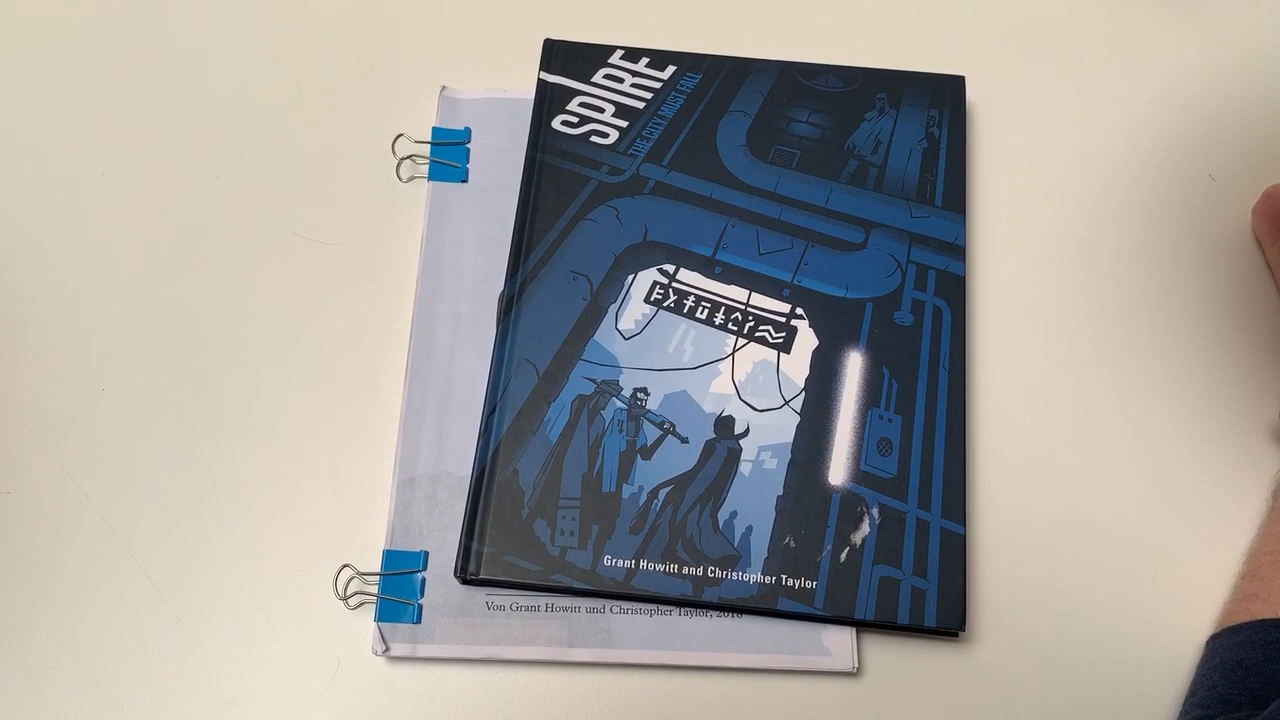 SPIRE
THE CITY MUST FALL
Grant Howitt and Christopher Taylor
Von Grant Howitt und Christopher Taylor, 2018